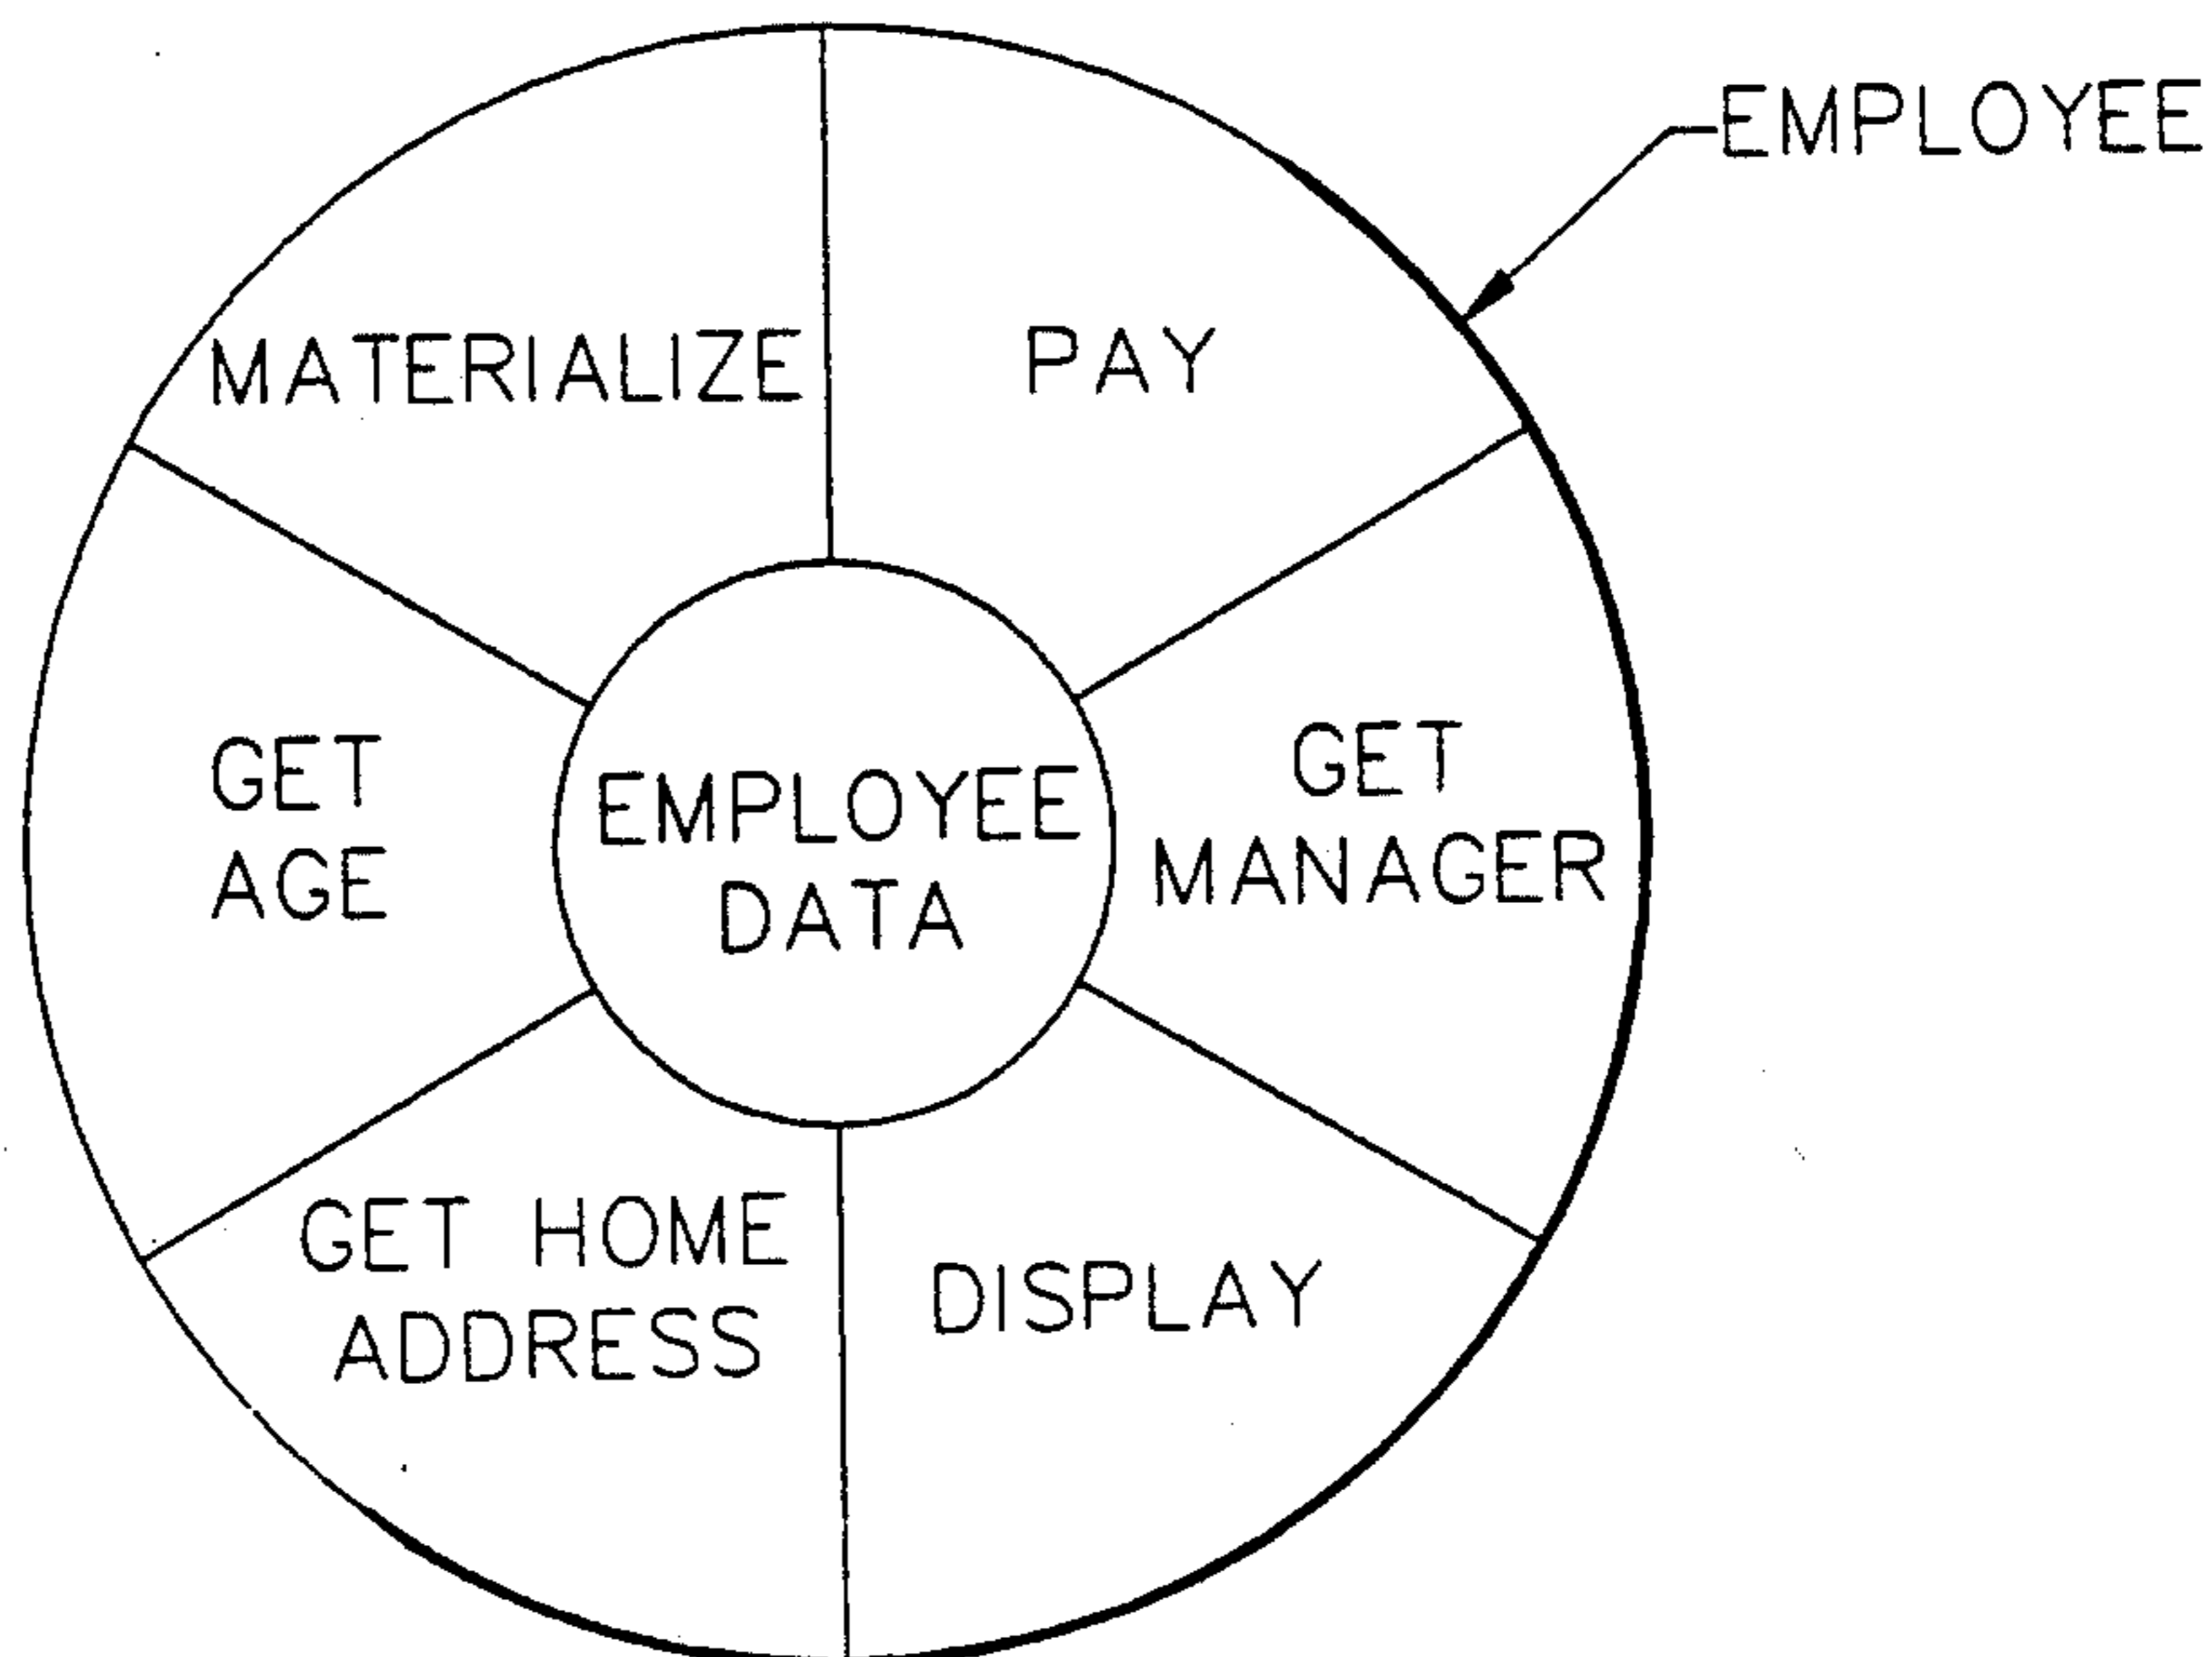 EMPLOYEE
MATERIALIZE
PAY
GET
MANAGER
DISPLAY
GET HOME
ADDRESS
GET
AGE
EMPLOYEE
DATA